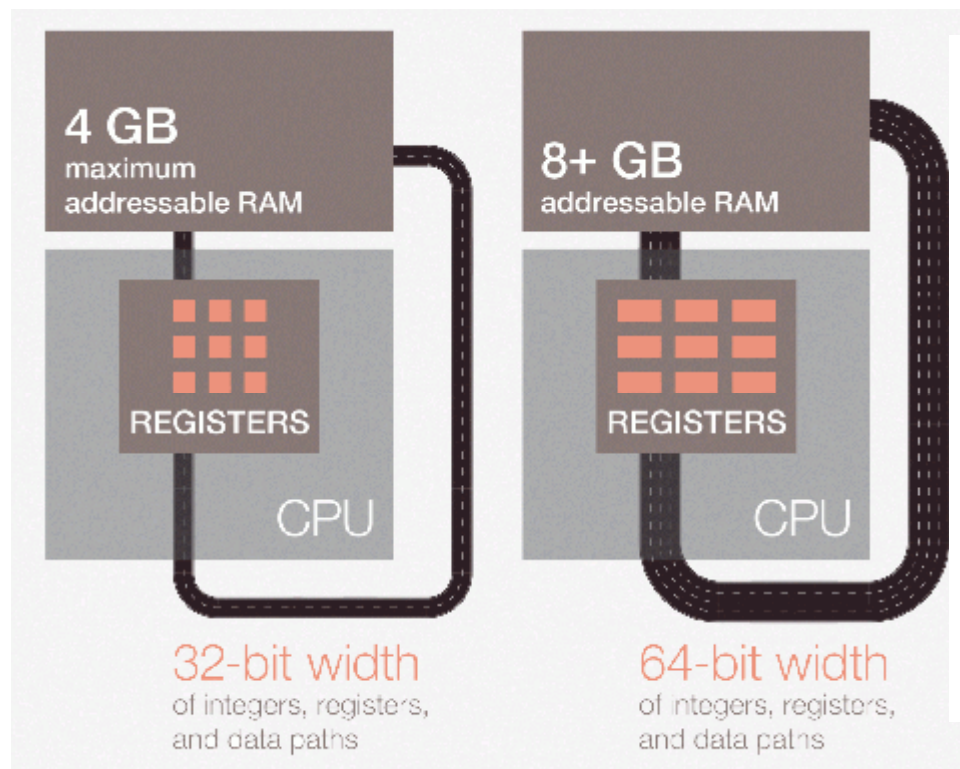 4 GB
maximum
addressable RAM
REGISTERS
CPU
32-bit width
of integers, registers,
and data paths
8+ GB
addressable RAM
REGISTERS
CPU
64-bit width
of integers, registers,
and data paths